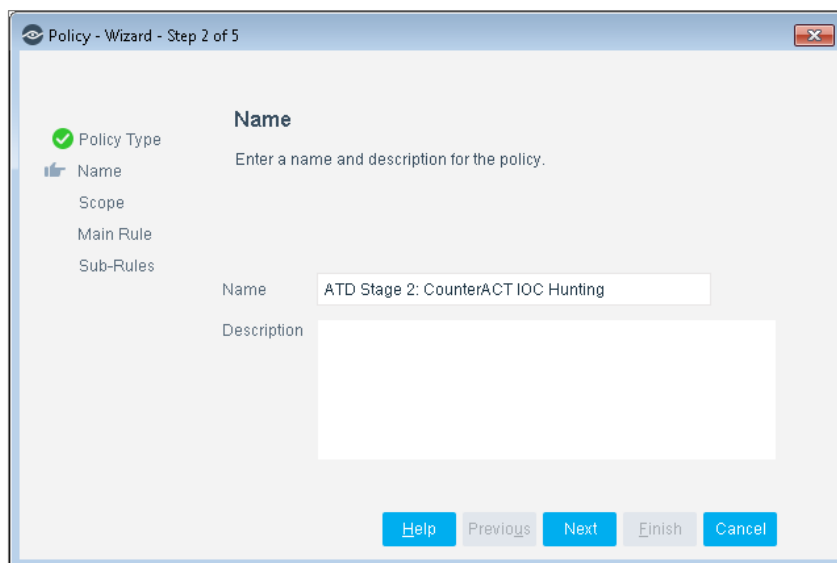 Policy - Wizard - Step 2 of 5
Policy Type
Name
Scope
Main Rule
Sub-Rules
Name
Enter a name and description for the policy.
Name ATD Stage 2: CounterACT IOC Hunting
Description
Help Previous Next Finish Cancel